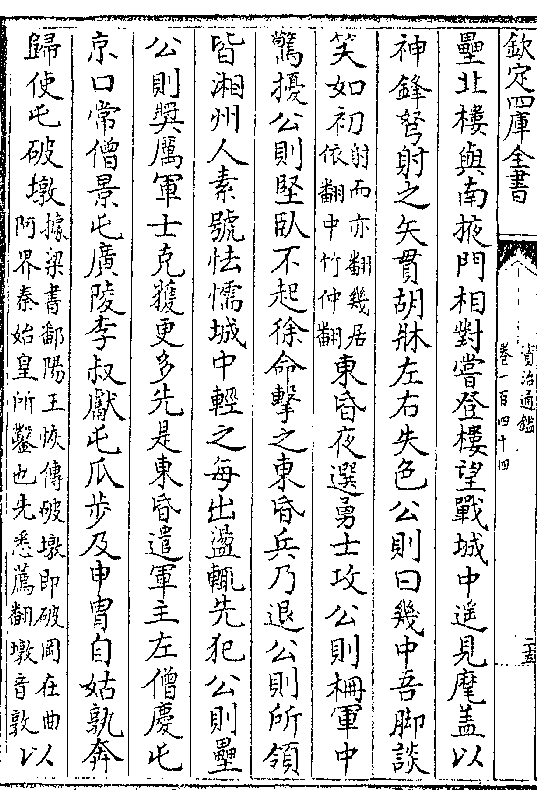 欽定四庫全書
資治通鑑
卷一百四十四
二五
壘北樓與南掖門相對嘗登樓望戰城中遥見麾蓋以
神鋒弩射之矢貫胡牀左右失色公則曰幾中吾脚談
笑如初射而亦翻幾居依翻中竹仲翻東昏夜選勇士攻公則柵軍中
驚擾公則堅卧不起徐命擊之東昏兵乃退公則所領
皆湘州人素號怯懦城中輕之每出盪輒先犯公則壘
公則奬厲軍士克獲更多先是東昏遣軍主左僧慶屯
京口常僧景屯廣陵李叔獻屯瓜步及申胄自姑孰奔
歸使屯破墩據梁書鄱陽王恢傳破墩即破岡在曲阿界秦始皇所鑿也先悉薦翻墩音敦以